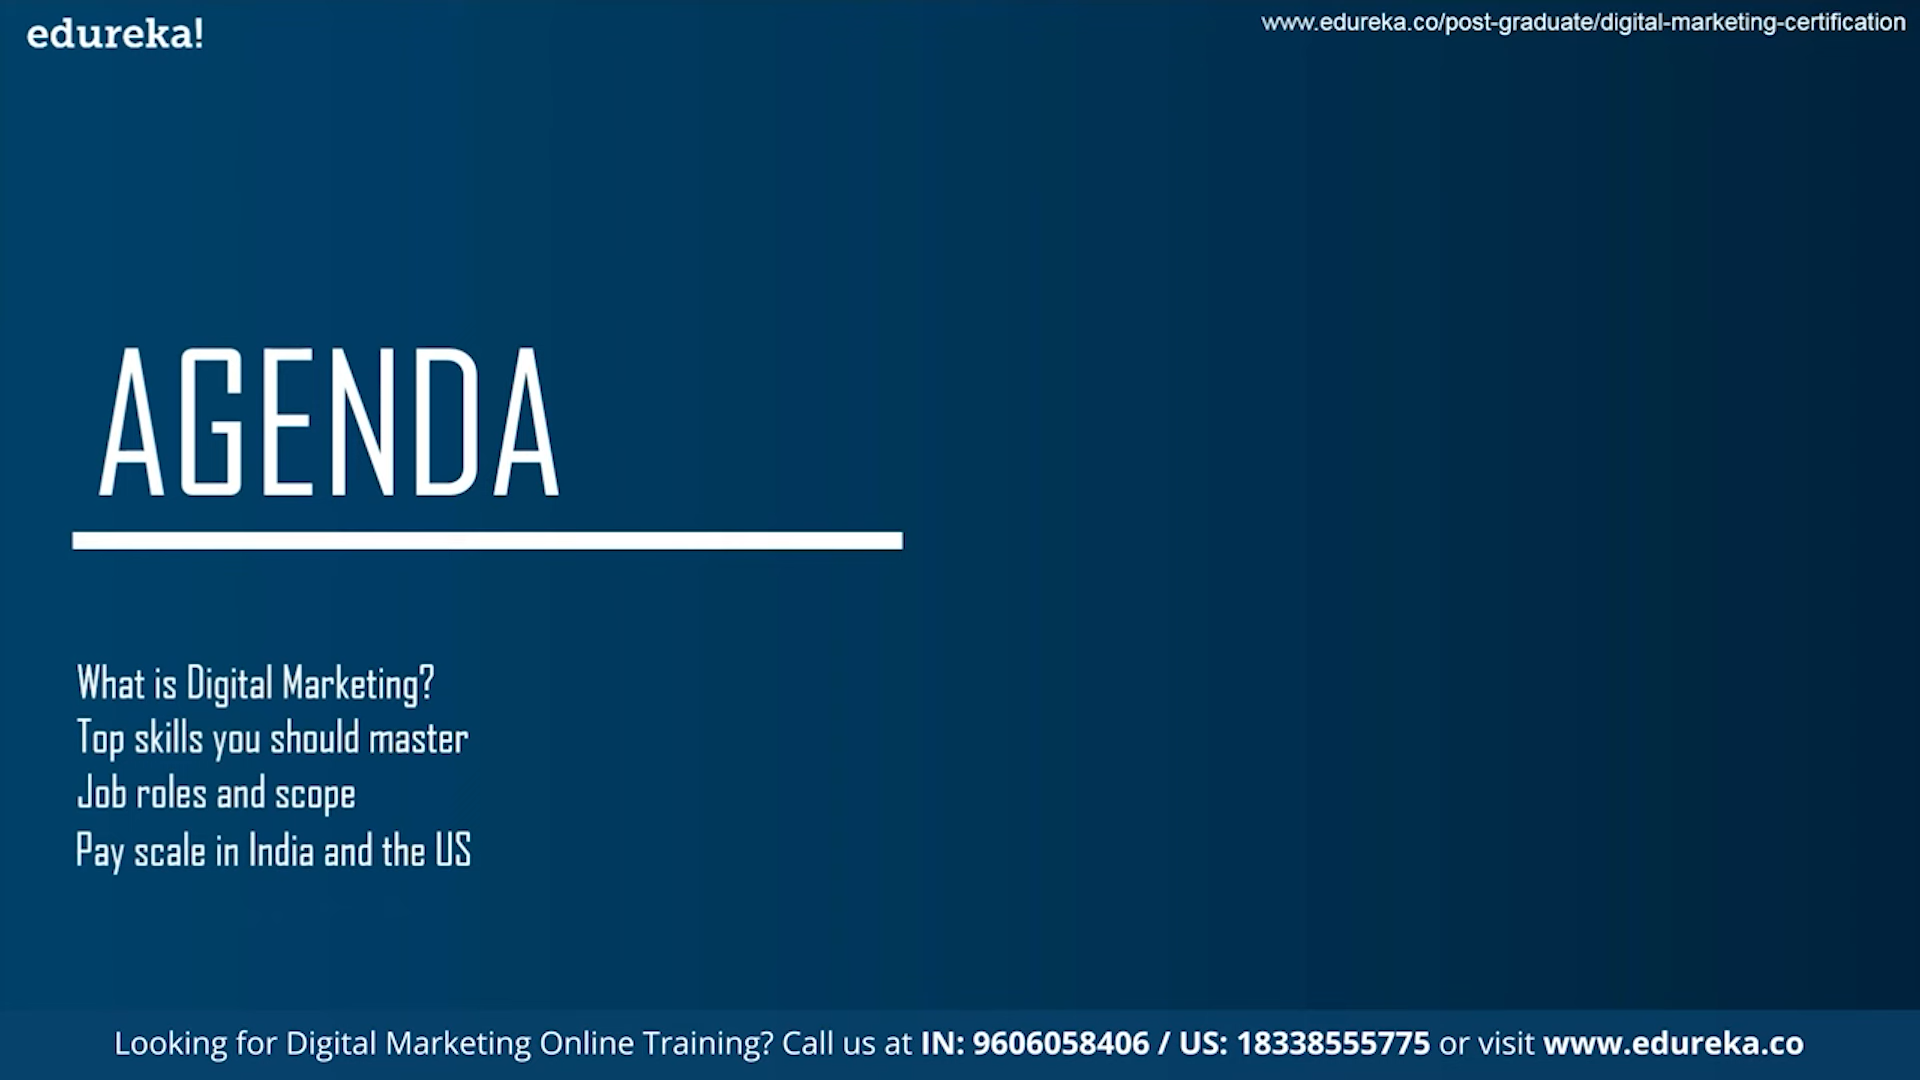 edureka!
www.edureka.co/post-graduate/digital-marketing-certification
AGENDA
What is Digital Marketing?
Top skills you should master
Job roles and scope
Pay scale in India and the US
Looking for Digital Marketing Online Training? Call us at IN: 9606058406 / US: 18338555775 or visit www.edureka.co